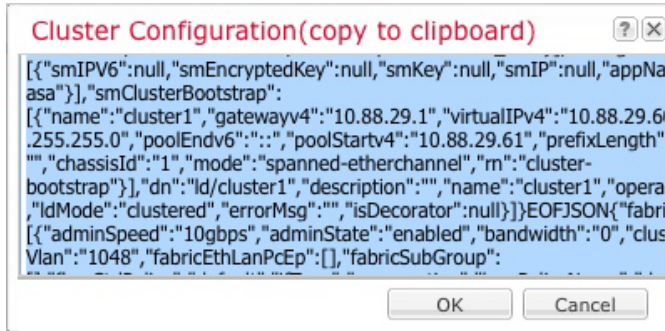 Cluster Configuration(copy to clipboard)
? X
[{"smIPV6":null,"smEncryptedKey":null,"smKey":null,"smIP":null,"appNa
asa"}],"smClusterBootstrap":
[{"name":"cluster1","gatewayv4":"10.88.29.1","virtualIPv4":"10.88.29.6
.255.255.0","poolEndv6":"::","poolStartv4":"10.88.29.61","prefixLength"
"","chassisId":"1","mode":"spanned-etherchannel","rn":"cluster-
bootstrap"}],"dn":"ld/cluster1","description":"","name":"cluster1","opera
,"ldMode":"clustered","errorMsg":"","isDecorator":null}]}EOFJSON{"fabri
[{"adminSpeed":"10gbps","adminState":"enabled","bandwidth":"0","clus
Vlan":"1048","fabricEthLanPcEp":[],"fabricSubGroup":
OK Cancel